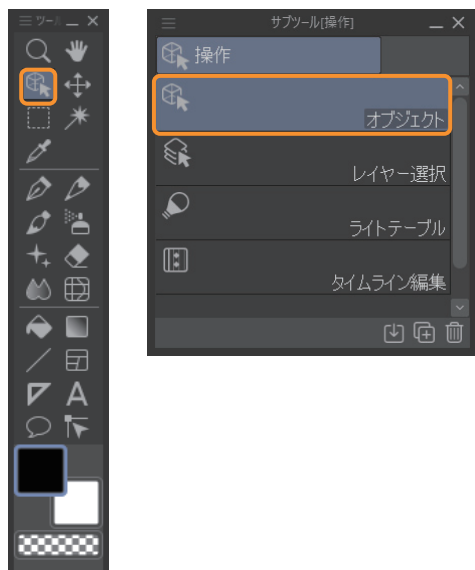 ツール
サブツール[操作]
操作
オブジェクト
レイヤー選択
ライトテーブル
タイムライン編集
A